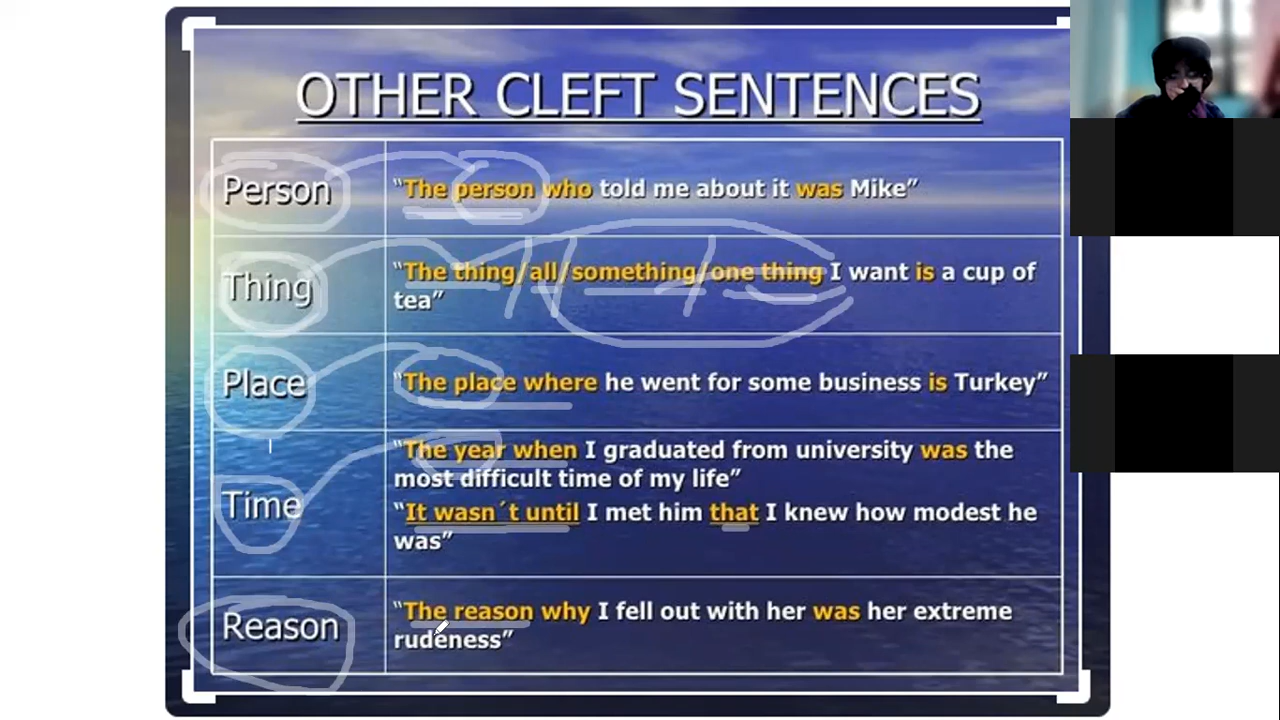 OTHER CLEFT SENTENCES
Person
“The person who told me about it was Mike”
Thing
“The thing/all/something/one thing I want is a cup of
tea”
Place
“The place where he went for some business is Turkey”
Time
“The year when I graduated from university was the
most difficult time of my life”
“It wasn´t until I met him that I knew how modest he
was”
Reason
“The reason why I fell out with her was her extreme
rudeness”